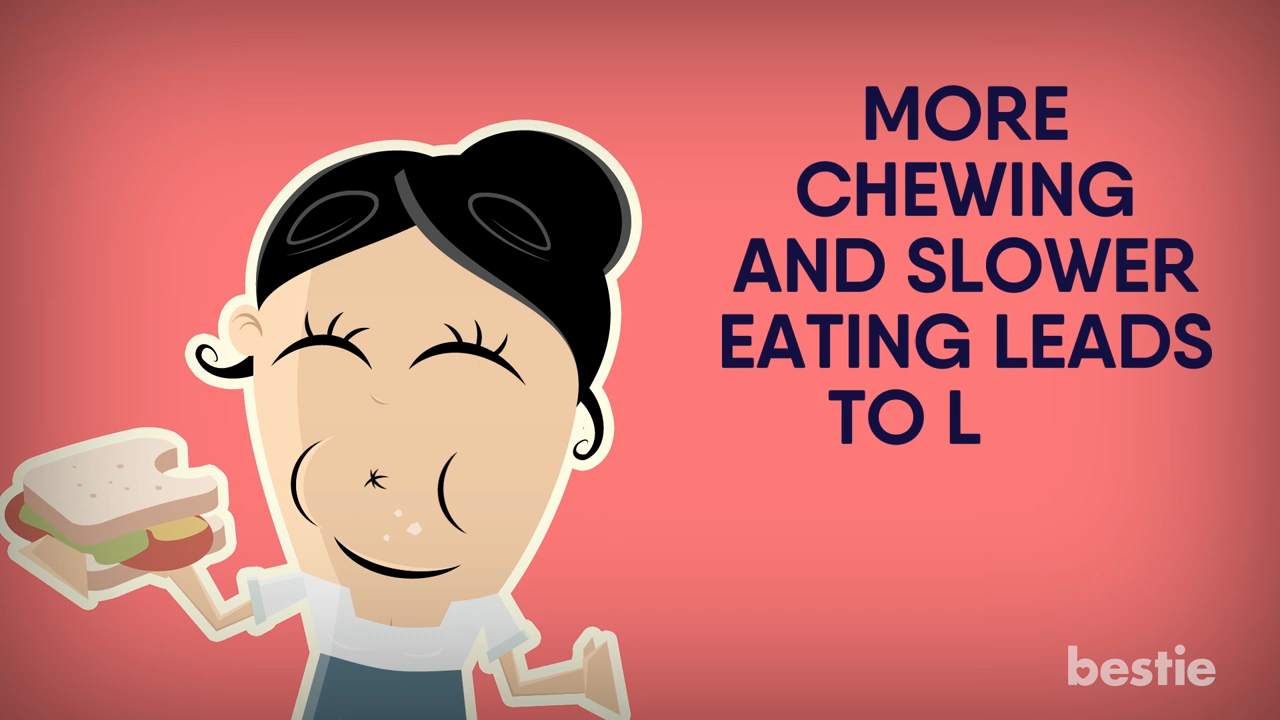 MORE
CHEWING
AND SLOWER
EATING LEADS
TO L
bestie